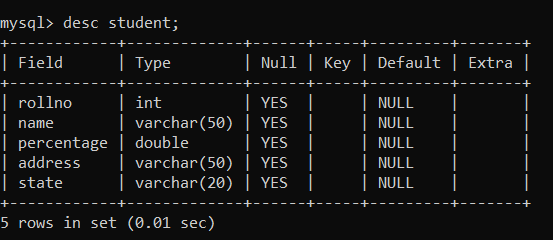 mysql> desc student;
+------------+-------------+------+-----+---------+-------+
| Field      | Type        | Null | Key | Default | Extra |
+------------+-------------+------+-----+---------+-------+
| rollno     | int         | YES  |     | NULL    |       |
| name       | varchar(50) | YES  |     | NULL    |       |
| percentage | double      | YES  |     | NULL    |       |
| address    | varchar(50) | YES  |     | NULL    |       |
| state      | varchar(20) | YES  |     | NULL    |       |
+------------+-------------+------+-----+---------+-------+
5 rows in set (0.01 sec)